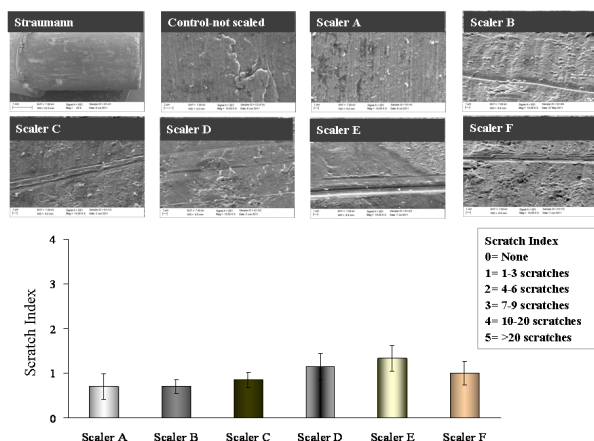 Straumann
Control-not scaled
Scaler A
Scaler B
Scaler C
Scaler D
Scaler E
Scaler F
Scratch Index
4
3
2
1
0
Scaler A Scaler B Scaler C Scaler D Scaler E Scaler F
Scratch Index
0= None
1= 1-3 scratches
2= 4-6 scratches
3= 7-9 scratches
4= 10-20 scratches
5= >20 scratches